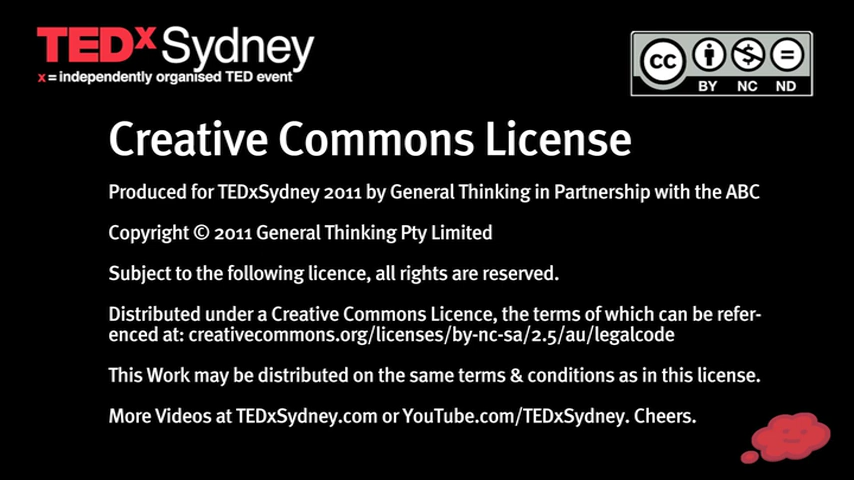 TEDxSydney
x = independently organised TED event
CC BY NC ND
Creative Commons License
Produced for TEDxSydney 2011 by General Thinking in Partnership with the ABC
Copyright © 2011 General Thinking Pty Limited
Subject to the following licence, all rights are reserved.
Distributed under a Creative Commons Licence, the terms of which can be refer-
enced at: creativecommons.org/licenses/by-nc-sa/2.5/au/legalcode
This Work may be distributed on the same terms & conditions as in this license.
More Videos at TEDxSydney.com or YouTube.com/TEDxSydney. Cheers.